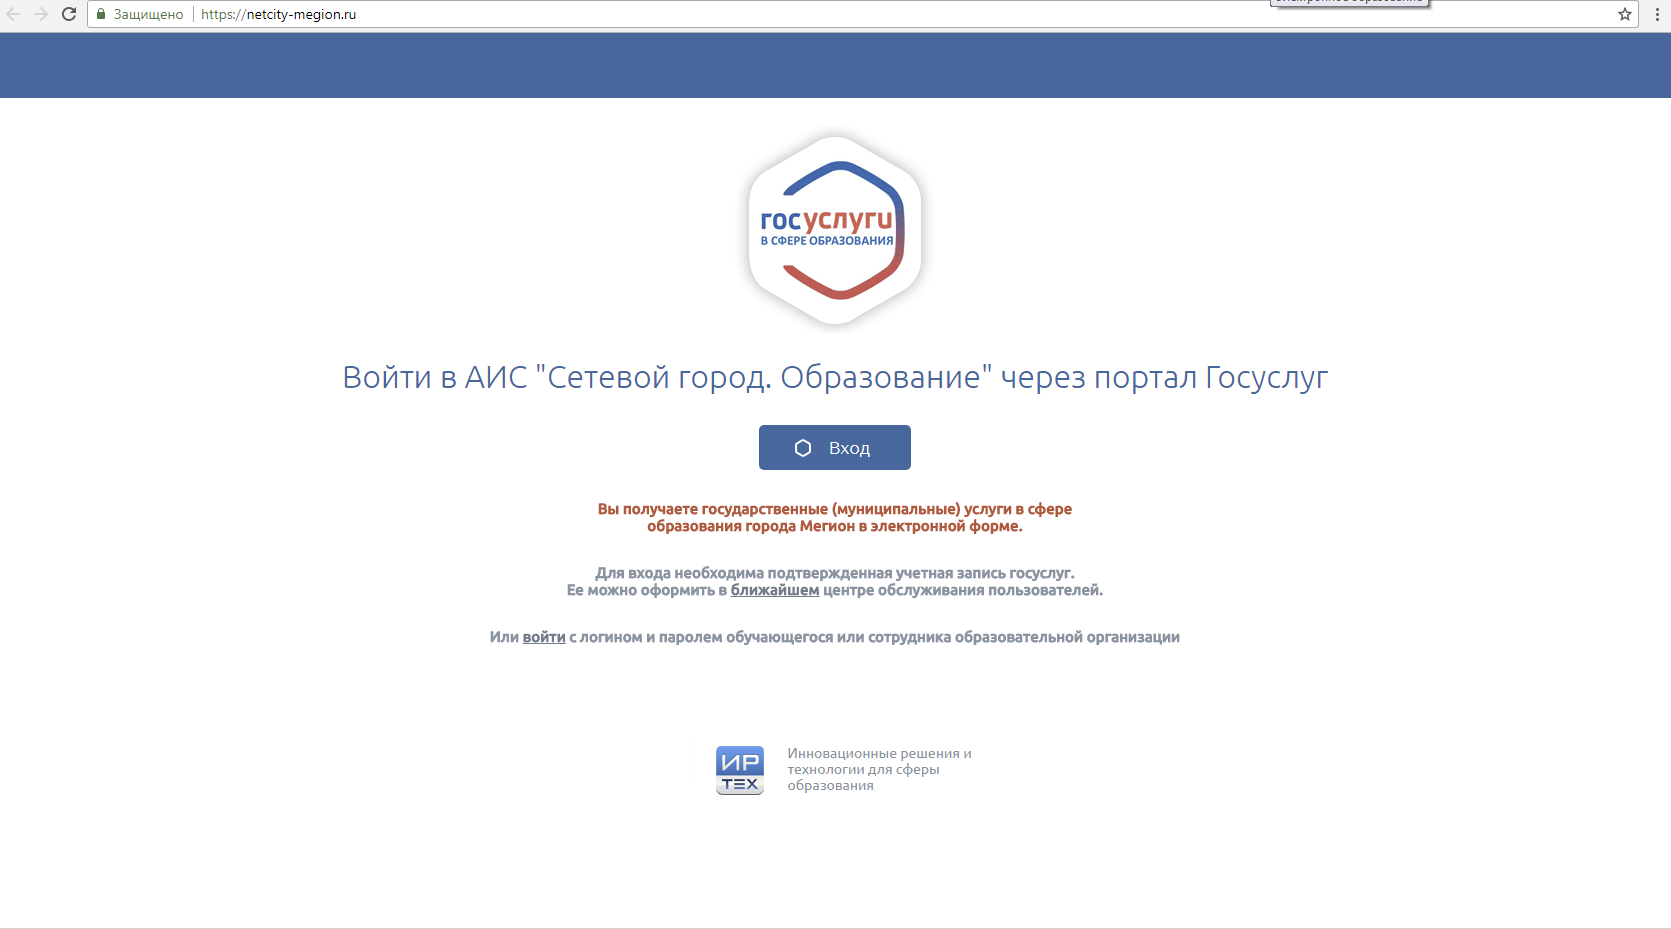 Защищено
https://netcity-megion.ru
госуслуги
В СФЕРЕ ОБРАЗОВАНИЯ
Войти в АИС "Сетевой город. Образование" через портал Госуслуг
Вход
Вы получаете государственные (муниципальные) услуги в сфере
образования города Мегион в электронной форме.
Для входа необходима подтвержденная учетная запись госуслуг.
Ее можно оформить в ближайшем центре обслуживания пользователей.
Или войти с логином и паролем обучающегося или сотрудника образовательной организации
ИР
ТЕХ
Инновационные решения и
технологии для сферы
образования